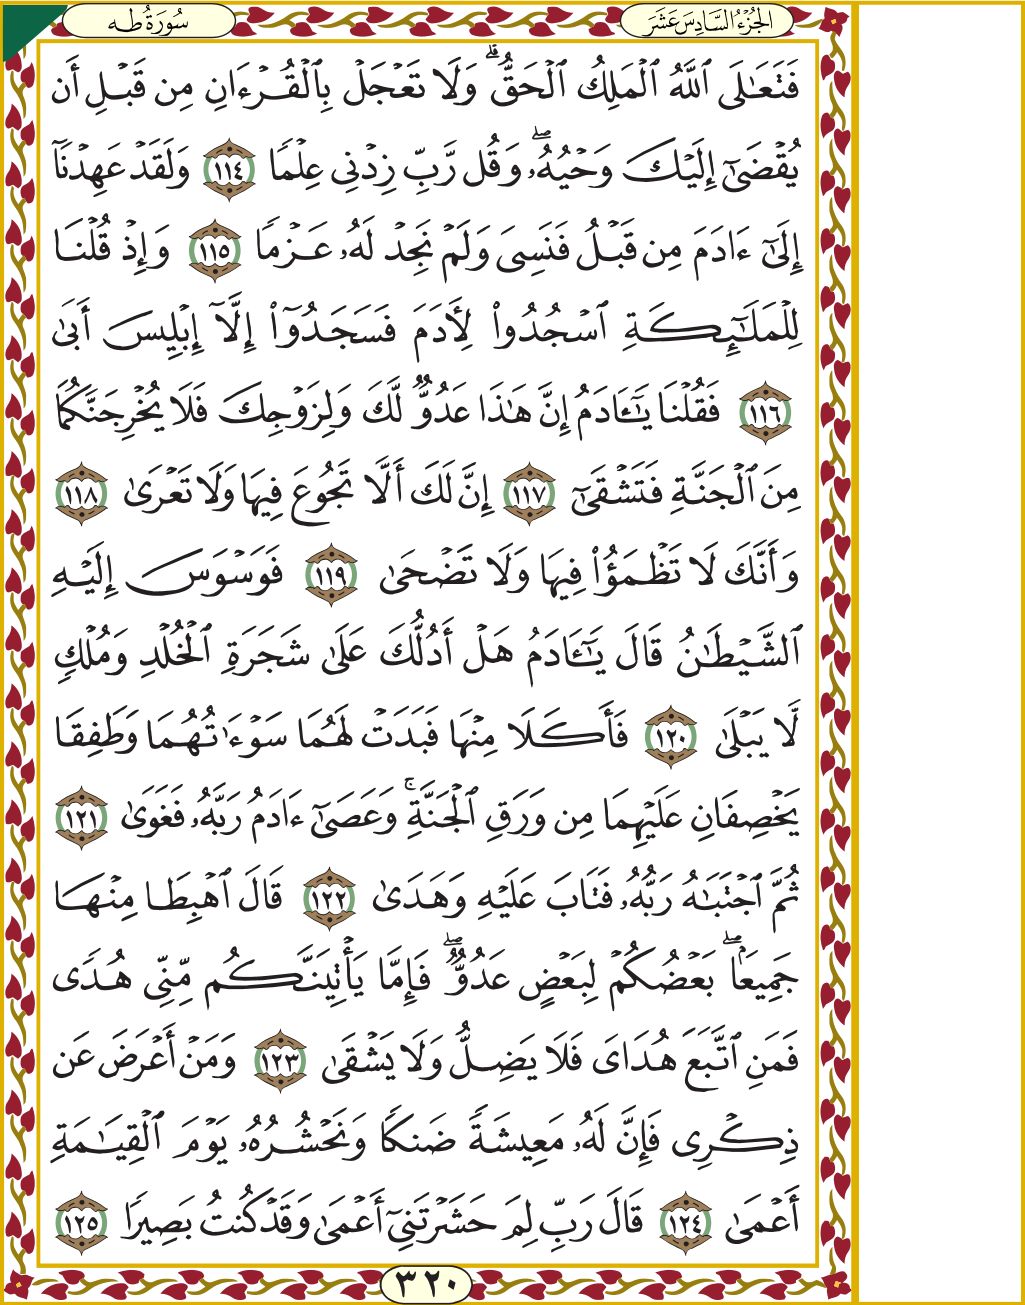 الجُزْءُ السَّادِسَ عَشَرَ
سُورَةُ طه
فَتَعَٰلَى ٱللَّهُ ٱلْمَلِكُ ٱلْحَقُّ ۗ وَلَا تَعْجَلْ بِٱلْقُرْءَانِ مِن قَبْلِ أَن
يُقْضَىٰٓ إِلَيْكَ وَحْيُهُۥ ۖ وَقُل رَّبِّ زِدْنِى عِلْمًا ١١٤ وَلَقَدْ عَهِدْنَآ
إِلَىٰٓ ءَادَمَ مِن قَبْلُ فَنَسِىَ وَلَمْ نَجِدْ لَهُۥ عَزْمًا ١١٥ وَإِذْ قُلْنَا
لِلْمَلَٰٓئِكَةِ ٱسْجُدُوا۟ لِأَدَمَ فَسَجَدُوٓا۟ إِلَّآ إِبْلِيسَ أَبَىٰ
١١٦ فَقُلْنَا يَٰٓـَٔادَمُ إِنَّ هَٰذَا عَدُوٌّ لَّكَ وَلِزَوْجِكَ فَلَا يُخْرِجَنَّكُمَا
مِنَ ٱلْجَنَّةِ فَتَشْقَىٰٓ ١١٧ إِنَّ لَكَ أَلَّا تَجُوعَ فِيهَا وَلَا تَعْرَىٰ ١١٨
وَأَنَّكَ لَا تَظْمَؤُا۟ فِيهَا وَلَا تَضْحَىٰ ١١٩ فَوَسْوَسَ إِلَيْهِ
ٱلشَّيْطَٰنُ قَالَ يَٰٓـَٔادَمُ هَلْ أَدُلُّكَ عَلَىٰ شَجَرَةِ ٱلْخُلْدِ وَمُلْكٍ
لَّا يَبْلَىٰ ١٢٠ فَأَكَلَا مِنْهَا فَبَدَتْ لَهُمَا سَوْءَٰتُهُمَا وَطَفِقَا
يَخْصِفَانِ عَلَيْهِمَا مِن وَرَقِ ٱلْجَنَّةِ ۚ وَعَصَىٰٓ ءَادَمُ رَبَّهُۥ فَغَوَىٰ ١٢١
ثُمَّ ٱجْتَبَٰهُ رَبُّهُۥ فَتَابَ عَلَيْهِ وَهَدَىٰ ١٢٢ قَالَ ٱهْبِطَا مِنْهَا
جَمِيعًۢا ۖ بَعْضُكُمْ لِبَعْضٍ عَدُوٌّ ۖ فَإِمَّا يَأْتِيَنَّكُم مِّنِّى هُدًى
فَمَنِ ٱتَّبَعَ هُدَاىَ فَلَا يَضِلُّ وَلَا يَشْقَىٰ ١٢٣ وَمَنْ أَعْرَضَ عَن
ذِكْرِى فَإِنَّ لَهُۥ مَعِيشَةً ضَنكًا وَنَحْشُرُهُۥ يَوْمَ ٱلْقِيَٰمَةِ
أَعْمَىٰ ١٢٤ قَالَ رَبِّ لِمَ حَشَرْتَنِىٓ أَعْمَىٰ وَقَدْ كُنتُ بَصِيرًا ١٢٥
٣٢٠